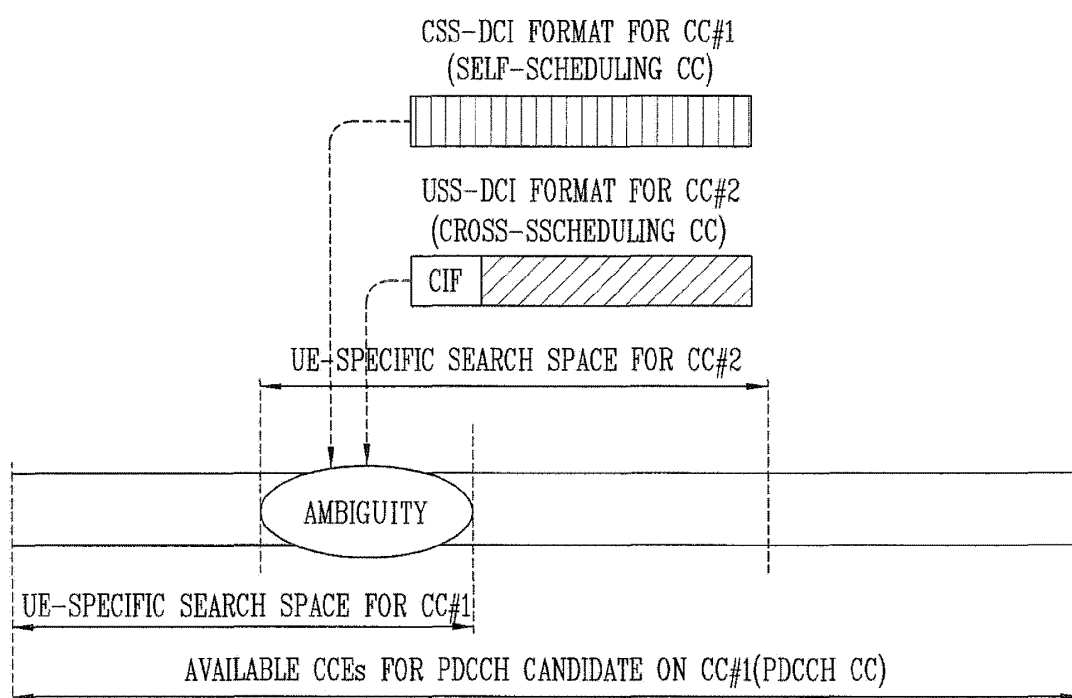 CSS-DCI FORMAT FOR CC#1
(SELF-SCHEDULING CC)
USS-DCI FORMAT FOR CC#2
(CROSS-SSCHEDULING CC)
CIF
UE-SPECIFIC SEARCH SPACE FOR CC#2
AMBIGUITY
UE-SPECIFIC SEARCH SPACE FOR CC#1
AVAILABLE CCEs FOR PDCCH CANDIDATE ON CC#1(PDCCH CC)